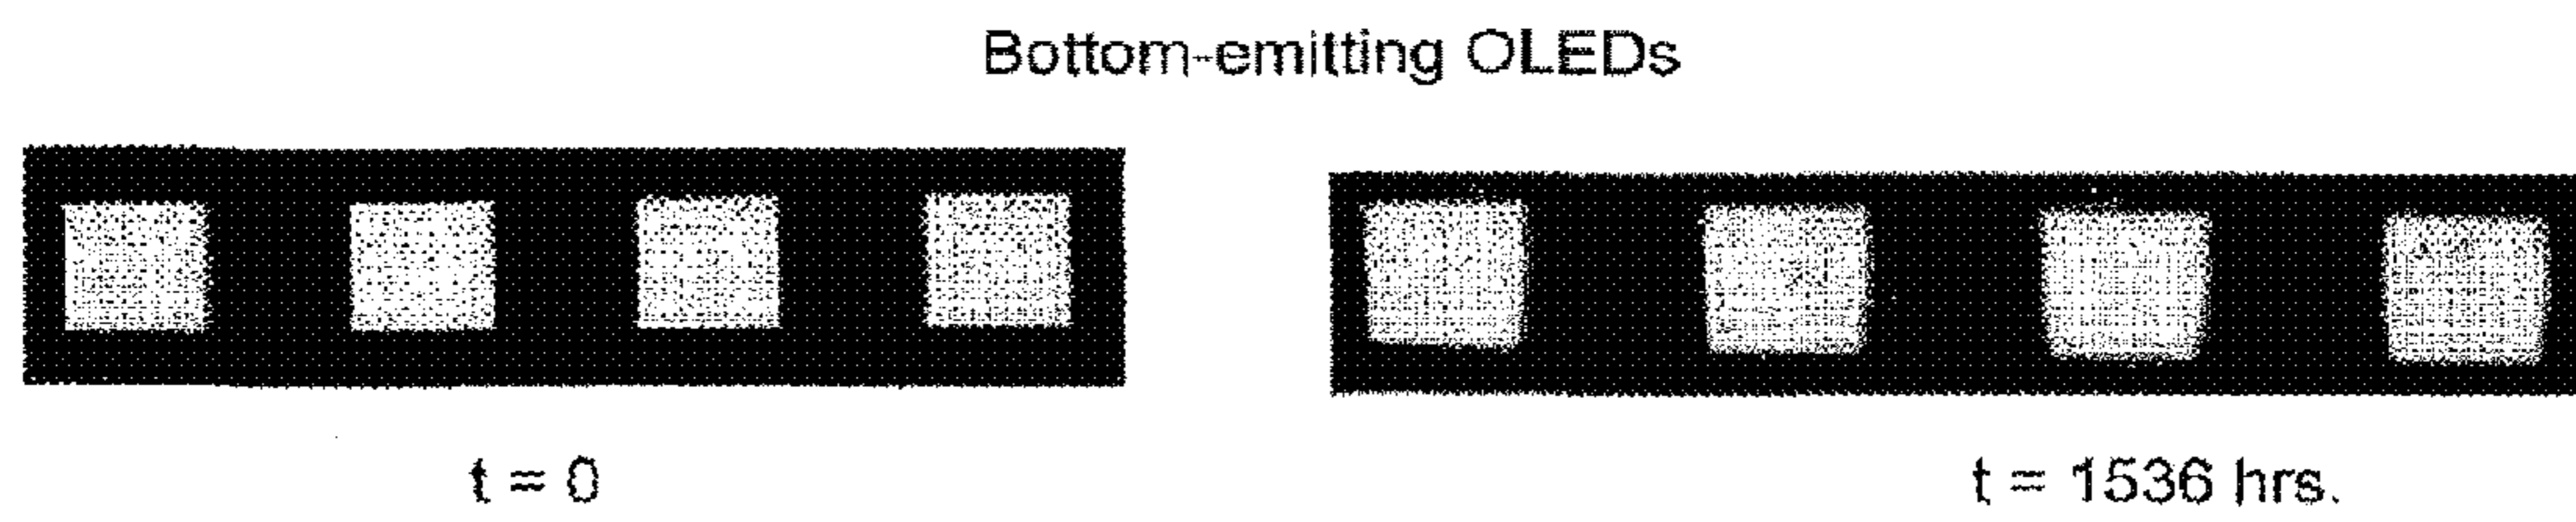 Bottom-emitting OLEDs
t = 0
t = 1536 hrs.